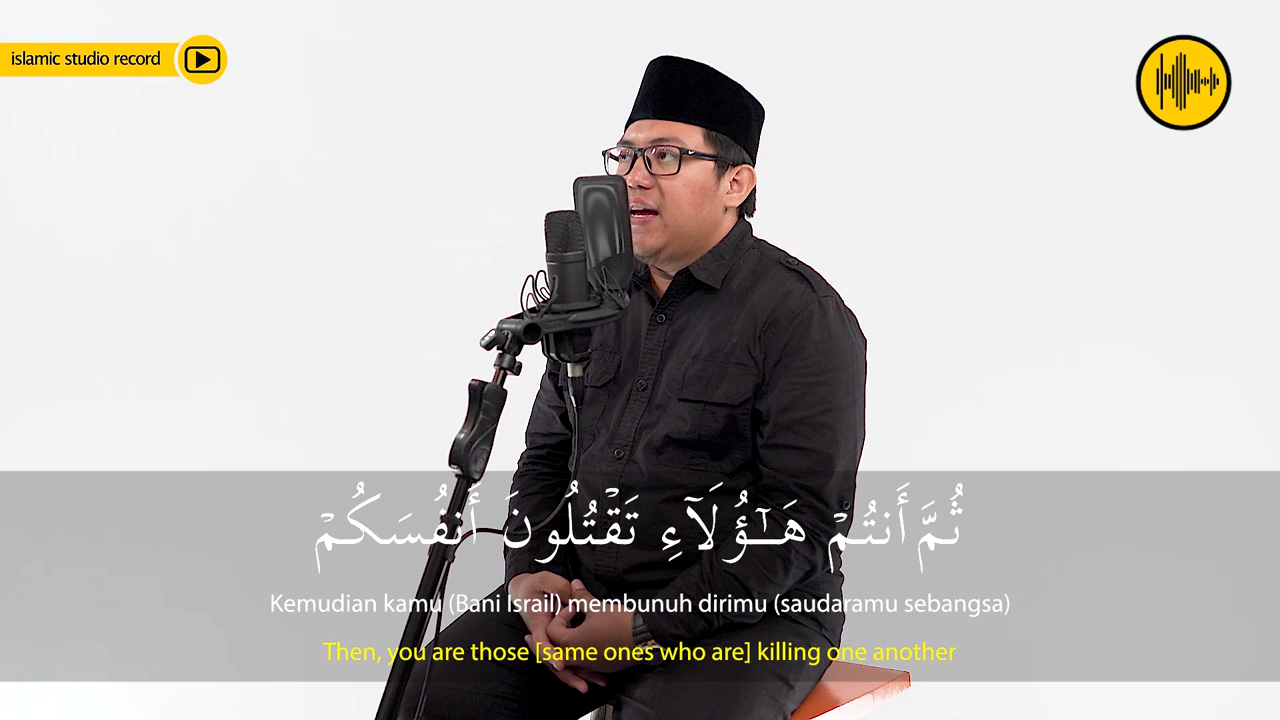 islamic studio record
ثُمَّ أَنتُمْ هَـٰٓؤُلَآءِ تَقْتُلُونَ أَنفُسَكُمْ
Kemudian kamu (Bani Israil) membunuh dirimu (saudaramu sebangsa)
Then, you are those [same ones who are] killing one another